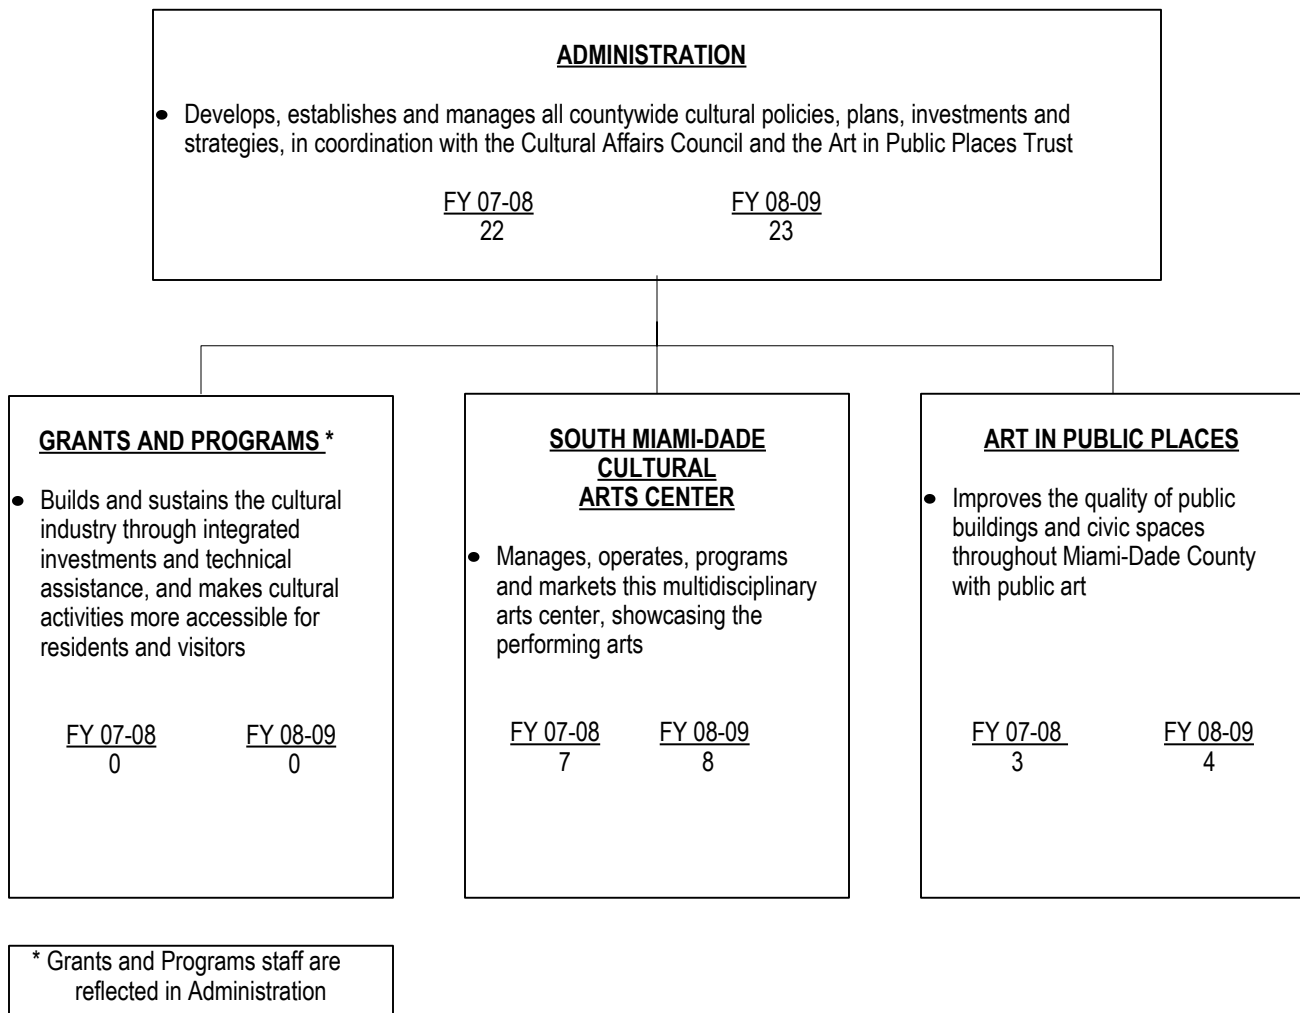 ADMINISTRATION
• Develops, establishes and manages all countywide cultural policies, plans, investments and
strategies, in coordination with the Cultural Affairs Council and the Art in Public Places Trust
FY 07-08 FY 08-09
22 23
GRANTS AND PROGRAMS *
• Builds and sustains the cultural
industry through integrated
investments and technical
assistance, and makes cultural
activities more accessible for
residents and visitors
FY 07-08 FY 08-09
0 0
SOUTH MIAMI-DADE
CULTURAL
ARTS CENTER
• Manages, operates, programs
and markets this multidisciplinary
arts center, showcasing the
performing arts
FY 07-08 FY 08-09
7 8
ART IN PUBLIC PLACES
• Improves the quality of public
buildings and civic spaces
throughout Miami-Dade County
with public art
FY 07-08 FY 08-09
3 4
* Grants and Programs staff are
reflected in Administration